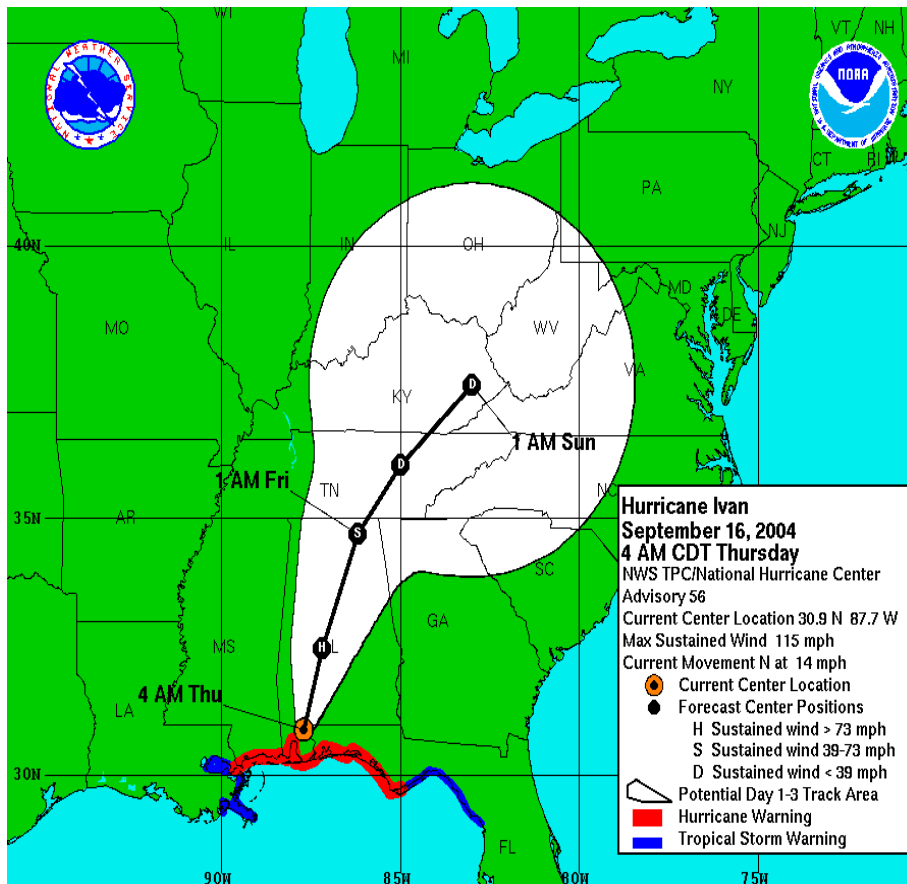 WI
VT
NH
NATIONAL WEATHER SERVICE
MI
NOAA
NY
CT
RI
PA
NJ
40N
IL
IN
OH
MD
DE
MO
WV
VA
KY
1 AM Sun
1 AM Fri
TN
NC
35N
AR
SC
MS
GA
4 AM Thu
LA
30N
FL
90W
85W
80W
75W
D
D
S
H
Hurricane Ivan
September 16, 2004
4 AM CDT Thursday
NWS TPC/National Hurricane Center
Advisory 56
Current Center Location 30.9 N 87.7 W
Max Sustained Wind 115 mph
Current Movement N at 14 mph
Current Center Location
Forecast Center Positions
H Sustained wind > 73 mph
S Sustained wind 39-73 mph
D Sustained wind < 39 mph
Potential Day 1-3 Track Area
Hurricane Warning
Tropical Storm Warning